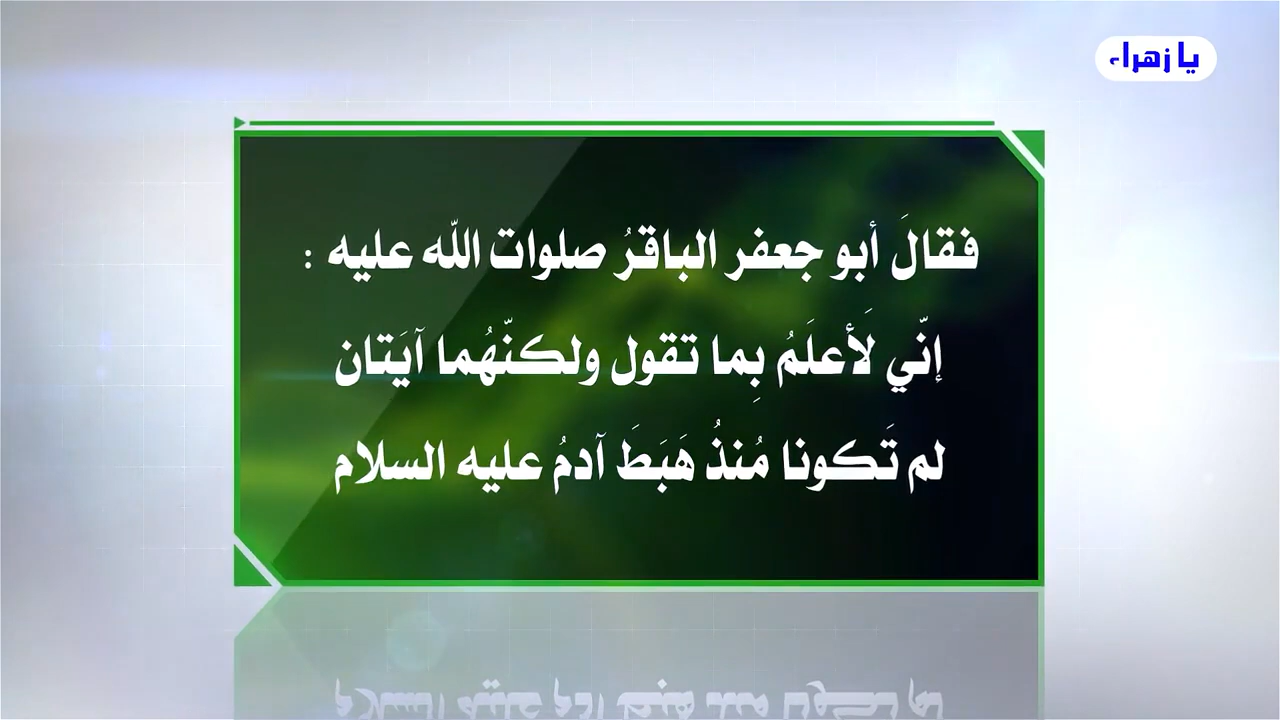 يا زهراء
فقالَ أبو جعفر الباقرُ صلوات اللّه عليه :
إنّي لَأعلَمُ بِما تقول ولكنّهُما آيَتان
لم تَكونا مُنذُ هَبَطَ آدمُ عليه السلام